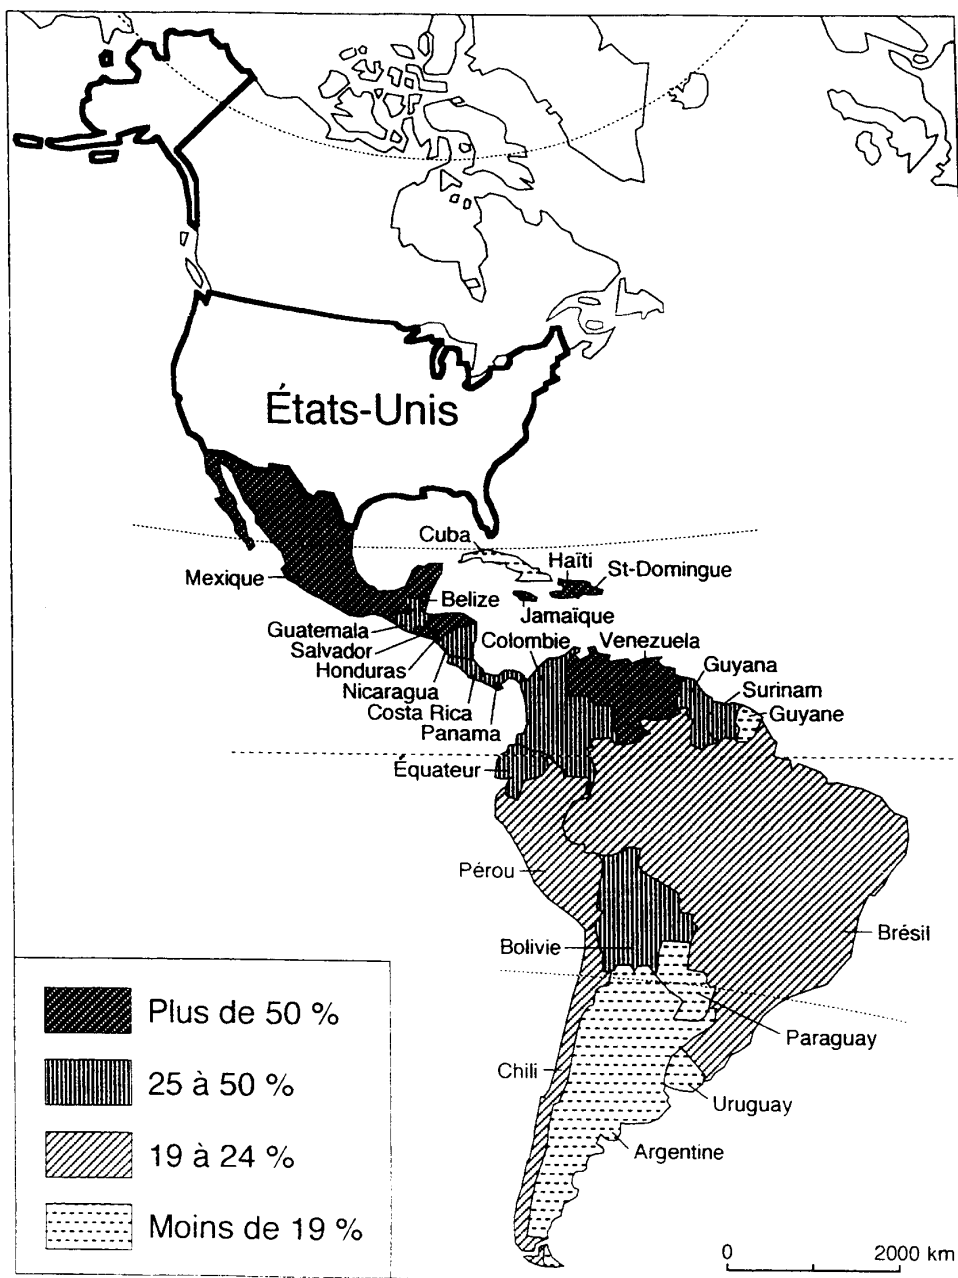 États-Unis
Cuba
Haïti
St-Domingue
Mexique
Belize
Jamaïque
Guatemala
Salvador
Colombie
Venezuela
Honduras
Guyana
Nicaragua
Surinam
Costa Rica
Guyane
Panama
Équateur
Pérou
Brésil
Bolivie
Plus de 50 %
Paraguay
Chili
25 à 50 %
Uruguay
Argentine
19 à 24 %
Moins de 19 %
0 2000 km